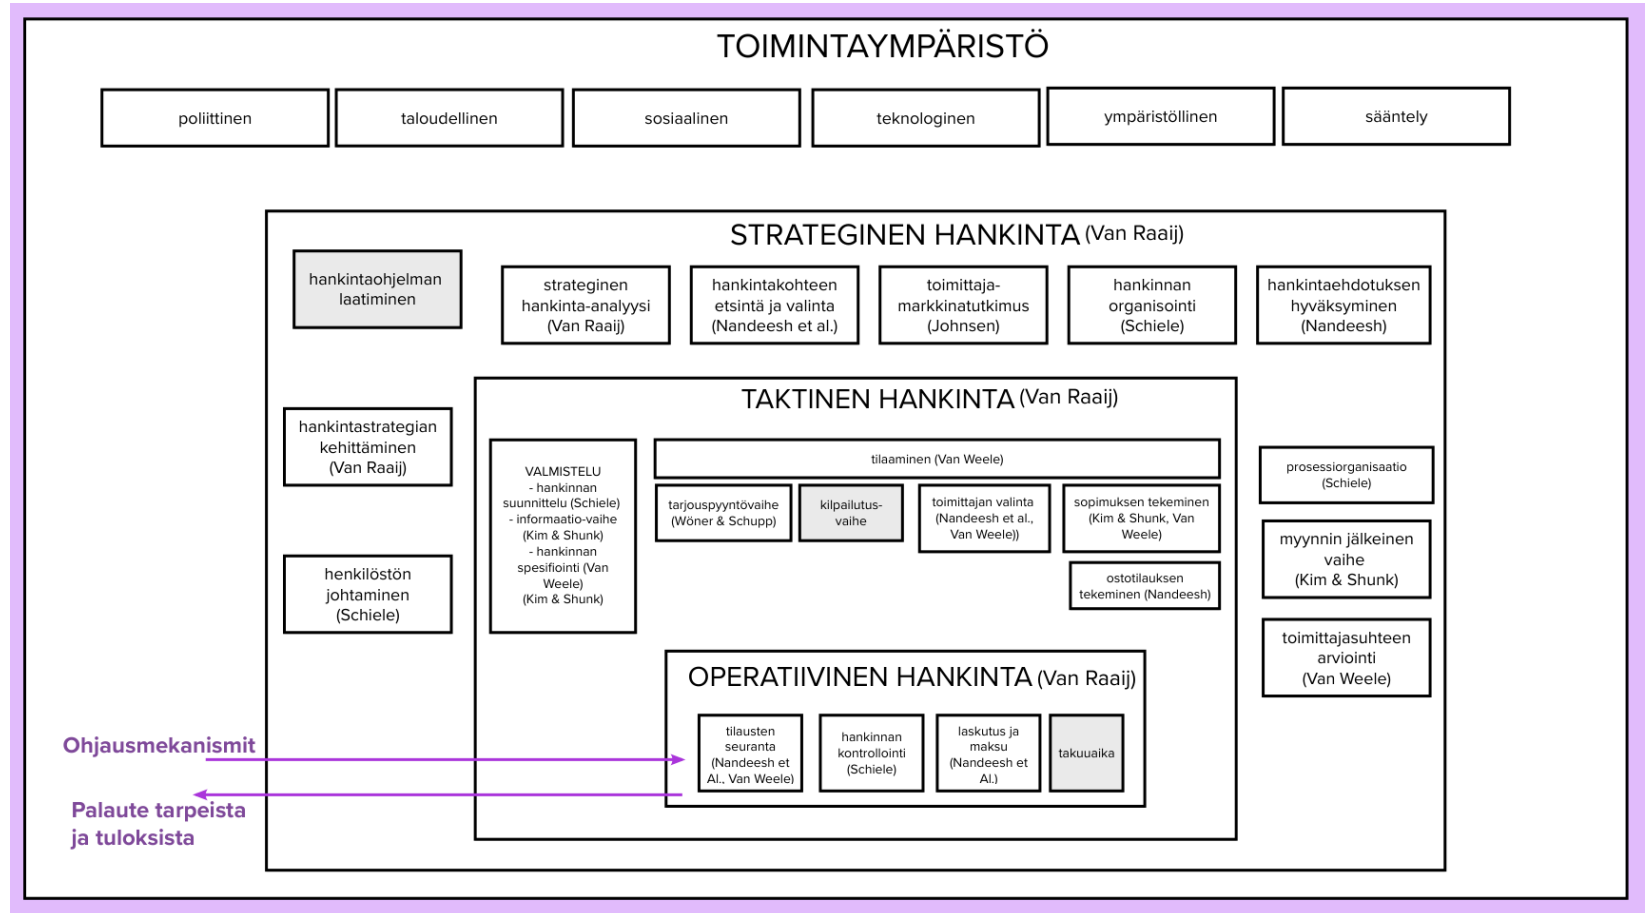 TOIMINTAYMPÄRISTÖ
poliittinen
taloudellinen
sosiaalinen
teknologinen
ympäristöllinen
sääntely
STRATEGINEN HANKINTA (Van Raaij)
hankintaohjelman
laatiminen
strateginen
hankinta-analyysi
(Van Raaij)
hankintakohteen
etsintä ja valinta
(Nandeesh et al.)
toimittaja-
markkinatutkimus
(Johnsen)
hankinnan
organisointi
(Schiele)
hankintaehdotuksen
hyväksyminen
(Nandeesh)
hankintastrategian
kehittäminen
(Van Raaij)
henkilöstön
johtaminen
(Schiele)
TAKTINEN HANKINTA (Van Raaij)
VALMISTELU
- hankinnan
suunnittelu (Schiele)
- informaatio-vaihe
(Kim & Shunk)
- hankinnan
spesifiointi (Van
Weele)
(Kim & Shunk)
tilaaminen (Van Weele)
tarjouspyyntövaihe
(Wöner & Schupp)
kilpailutus-
vaihe
toimittajan valinta
(Nandeesh et al.,
Van Weele))
sopimuksen tekeminen
(Kim & Shunk, Van
Weele)
ostotilauksen
tekeminen (Nandeesh)
prosessiorganisaatio
(Schiele)
myynnin jälkeinen
vaihe
(Kim & Shunk)
toimittajasuhteen
arviointi
(Van Weele)
OPERATIIVINEN HANKINTA (Van Raaij)
tilausten
seuranta
(Nandeesh et
Al., Van Weele)
hankinnan
kontrollointi
(Schiele)
laskutus ja
maksu
(Nandeesh et
Al.)
takuuaika
Ohjausmekanismit
Palaute tarpeista
ja tuloksista